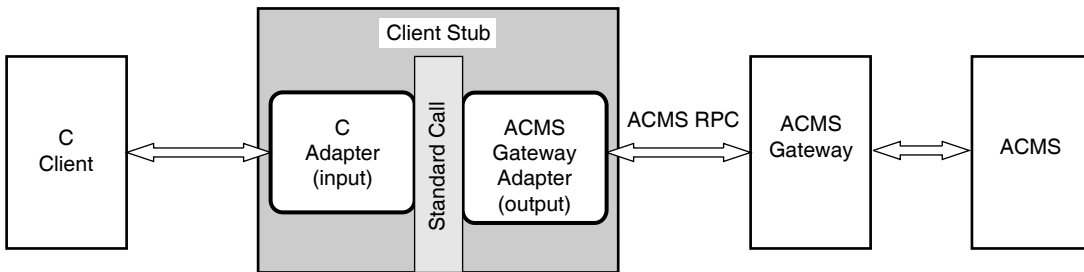 Client Stub
C
Client
C
Adapter
(input)
Standard Call
ACMS
Gateway
Adapter
(output)
ACMS RPC
ACMS
Gateway
ACMS